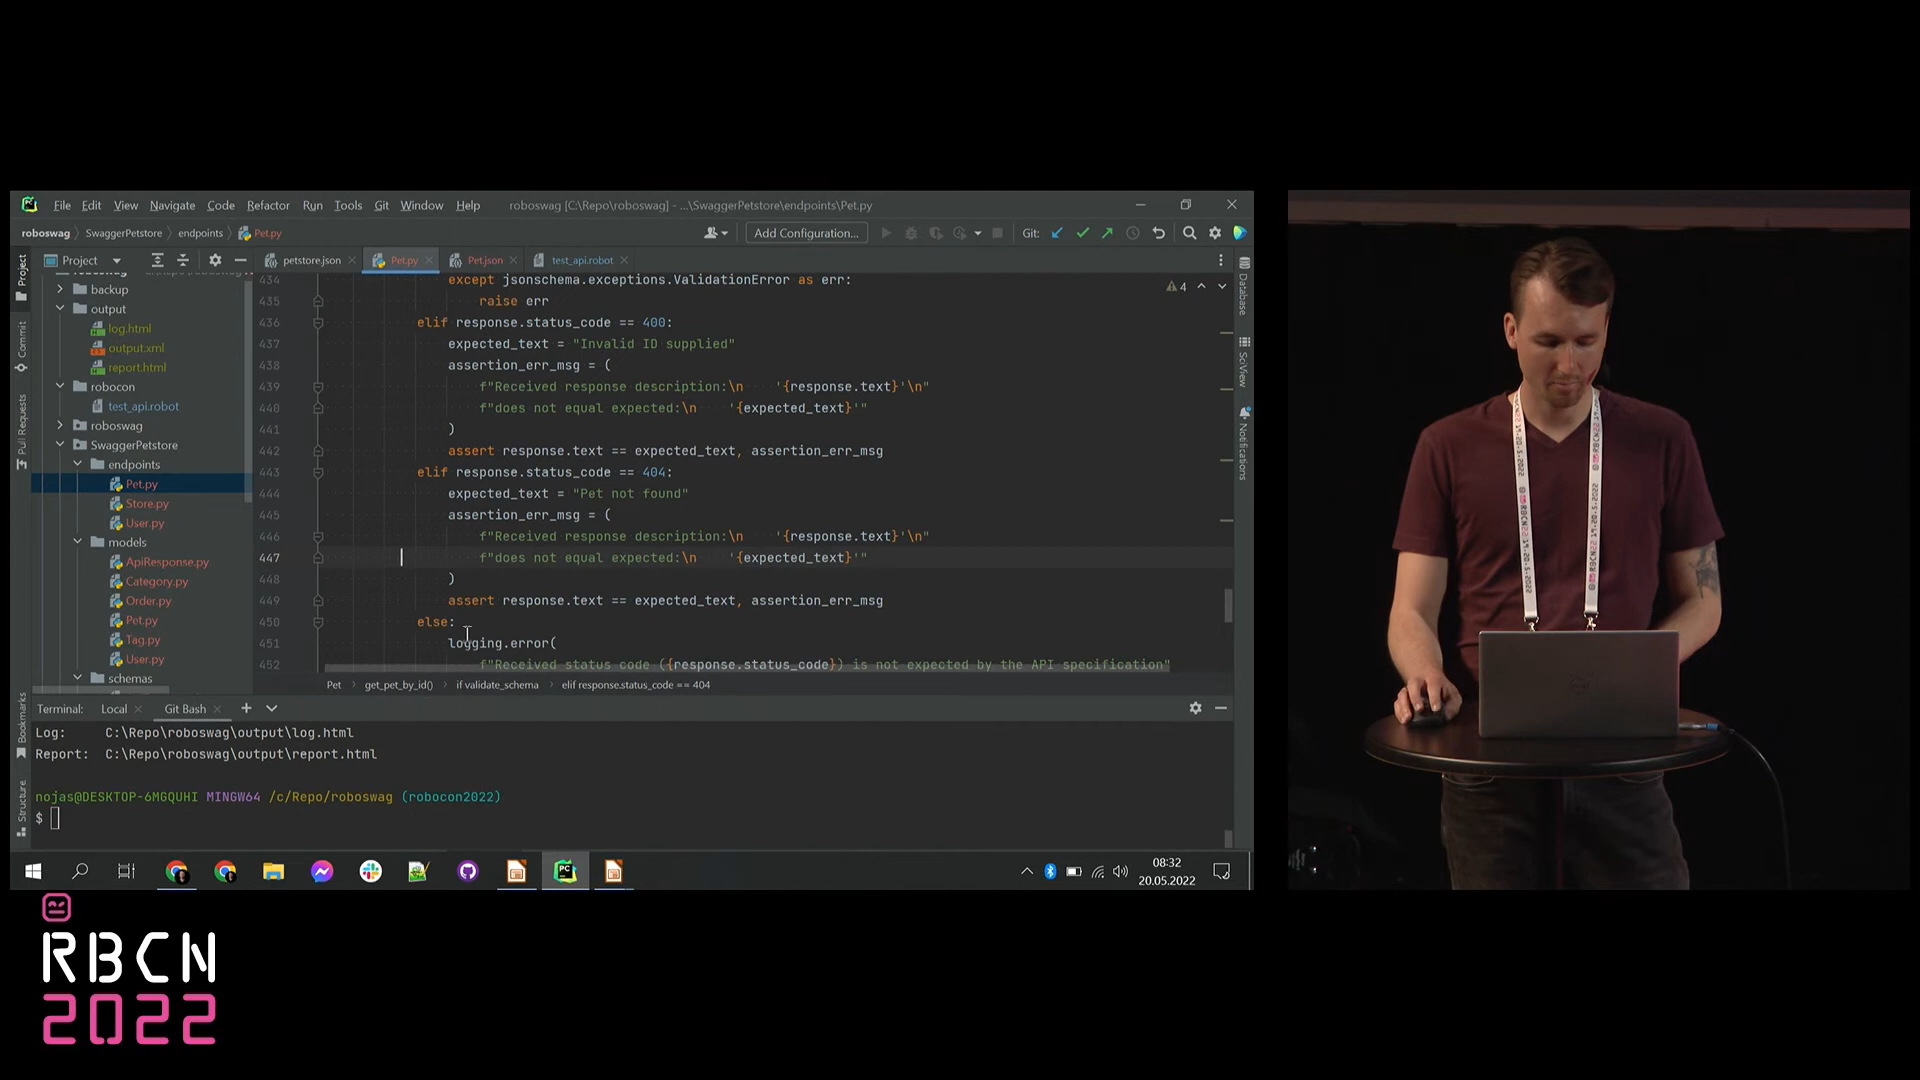 File Edit View Navigate Code Refactor Run Tools Git Window Help roboswag [C:\Repo\roboswag] - ...\SwaggerPetstore\endpoints\Pet.py
roboswag SwaggerPetstore endpoints Pet.py Add Configuration... Git:
Project petstore.json Pet.py Pet.json test_api.robot
backup
output
log.html
output.xml
report.html
robocon
test_api.robot
roboswag
SwaggerPetstore
endpoints
Pet.py
Store.py
User.py
models
ApiResponse.py
Category.py
Order.py
Pet.py
Tag.py
User.py
schemas
Project
Commit
Pull Requests
Bookmarks
Structure
434 except jsonschema.exceptions.ValidationError as err:
435 raise err
436 elif response.status_code == 400:
437 expected_text = "Invalid ID supplied"
438 assertion_err_msg = (
439 f"Received response description:\n '{response.text}'\n"
440 f"does not equal expected:\n '{expected_text}'"
441 )
442 assert response.text == expected_text, assertion_err_msg
443 elif response.status_code == 404:
444 expected_text = "Pet not found"
445 assertion_err_msg = (
446 f"Received response description:\n '{response.text}'\n"
447 f"does not equal expected:\n '{expected_text}'"
448 )
449 assert response.text == expected_text, assertion_err_msg
450 else:
451 logging.error(
452 f"Received status code ({response.status_code}) is not expected by the API specification"
4
Database
SciView
Notifications
Pet get_pet_by_id() if validate_schema elif response.status_code == 404
Terminal: Local Git Bash
Log: C:\Repo\roboswag\output\log.html
Report: C:\Repo\roboswag\output\report.html
nojas@DESKTOP-6MGQUHI MINGW64 /c/Repo/roboswag (robocon2022)
$
08:32
20.05.2022
RBCN
2022